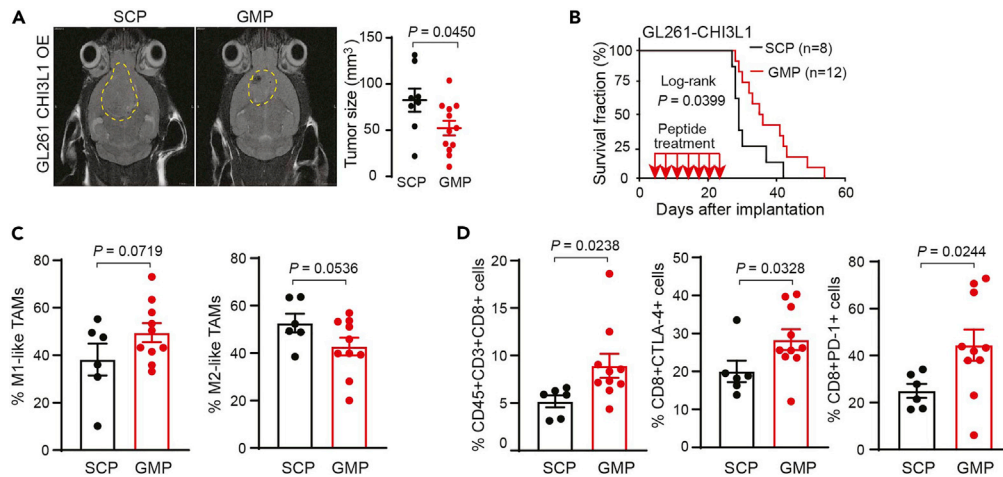 A
SCP
GMP
GL261 CHI3L1 OE
Tumor size (mm³)
P = 0.0450
150
100
50
0
SCP
GMP
B
GL261-CHI3L1
SCP (n=8)
GMP (n=12)
Log-rank
P = 0.0399
Peptide
treatment
Survival fraction (%)
100
75
50
25
0
0
20
40
60
Days after implantation
C
P = 0.0719
% M1-like TAMs
80
60
40
20
0
SCP
GMP
P = 0.0536
% M2-like TAMs
80
60
40
20
0
SCP
GMP
D
P = 0.0238
% CD45+CD3+CD8+ cells
20
15
10
5
0
SCP
GMP
P = 0.0328
% CD8+CTLA-4+ cells
50
40
30
20
10
0
SCP
GMP
P = 0.0244
% CD8+PD-1+ cells
80
60
40
20
0
SCP
GMP